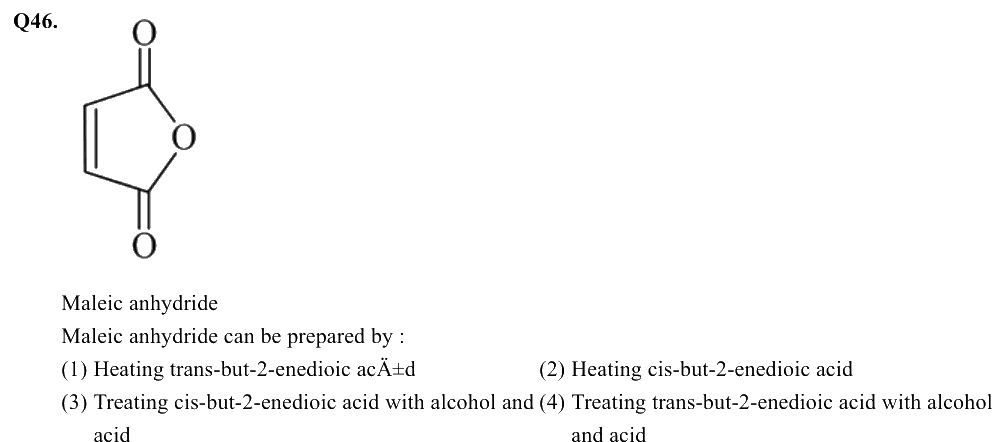 Q46.
O
O
O
Maleic anhydride
Maleic anhydride can be prepared by :
(1) Heating trans-but-2-enedioic acÄ±d (2) Heating cis-but-2-enedioic acid
(3) Treating cis-but-2-enedioic acid with alcohol and (4) Treating trans-but-2-enedioic acid with alcohol
acid and acid